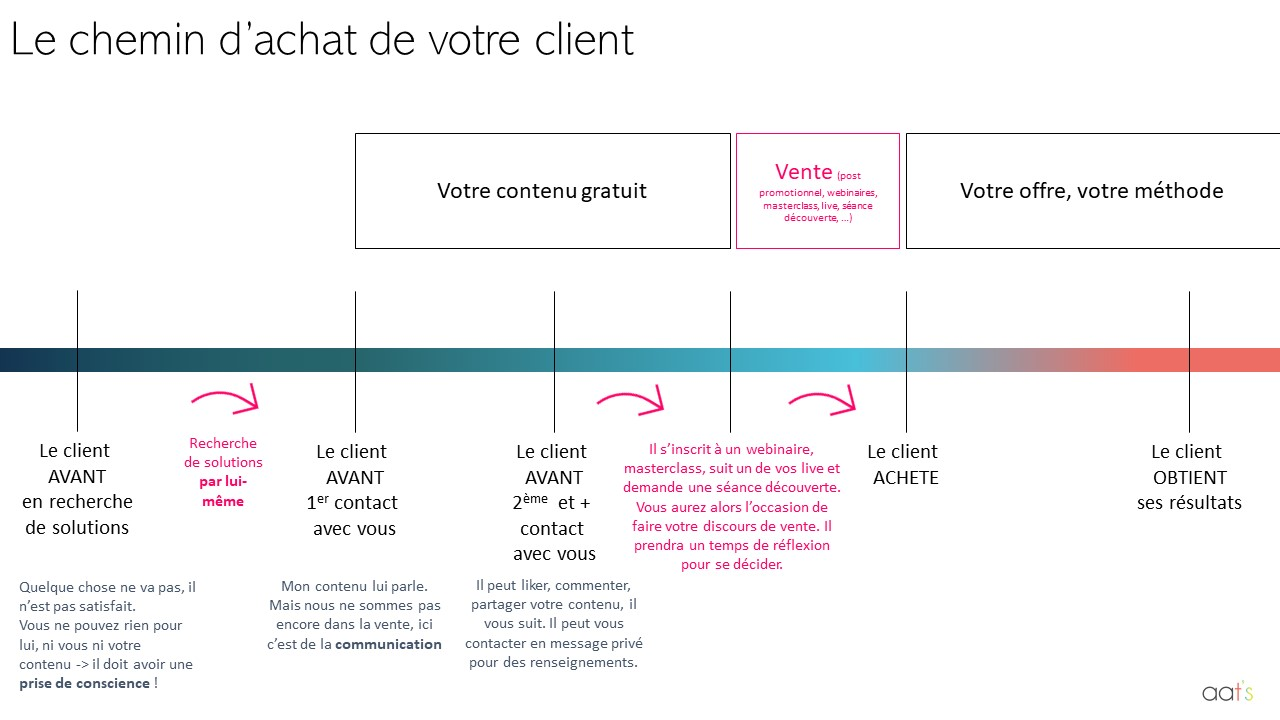 Le chemin d'achat de votre client
Votre contenu gratuit
Vente (post
promotionnel, webinaires,
masterclass, live, séance
découverte, ...)
Votre offre, votre méthode
Le client
AVANT
en recherche
de solutions
Recherche
de solutions
par lui-
même
Le client
AVANT
1er contact
avec vous
Le client
AVANT
2ème et +
contact
avec vous
Il s'inscrit à un webinaire,
masterclass, suit un de vos live et
demande une séance découverte.
Vous aurez alors l'occasion de
faire votre discours de vente. Il
prendra un temps de réflexion
pour se décider.
Le client
ACHETE
Le client
OBTIENT
ses résultats
Quelque chose ne va pas, il
n'est pas satisfait.
Vous ne pouvez rien pour
lui, ni vous ni votre
contenu -> il doit avoir une
prise de conscience !
Mon contenu lui parle.
Mais nous ne sommes pas
encore dans la vente, ici
c'est de la communication
Il peut liker, commenter,
partager votre contenu, il
vous suit. Il peut vous
contacter en message privé
pour des renseignements.
aat's